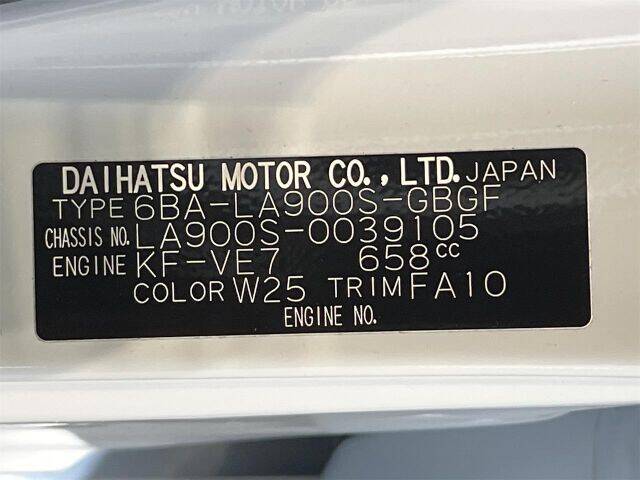 DAIHATSU MOTOR CO., LTD. JAPAN
TYPE 6BA-LA900S-GBGF
CHASSIS NO. LA900S-0039105
ENGINE KF-VE7 658cc
COLOR W25 TRIM FA10
ENGINE NO.